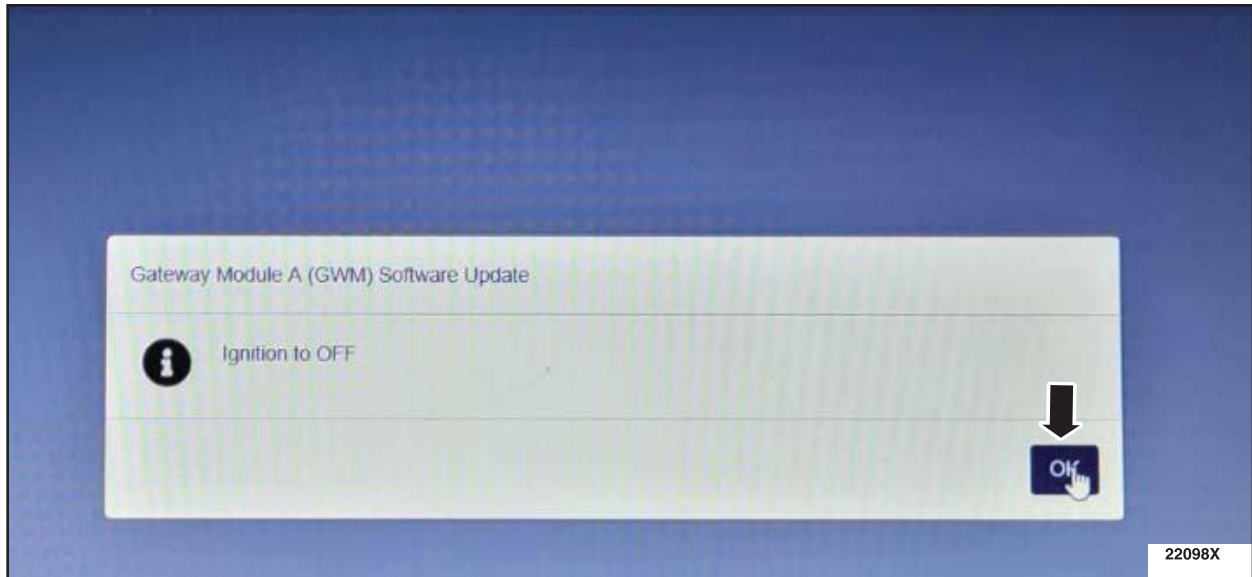 Gateway Module A (GWM) Software Update
Ignition to OFF
OK
22098X